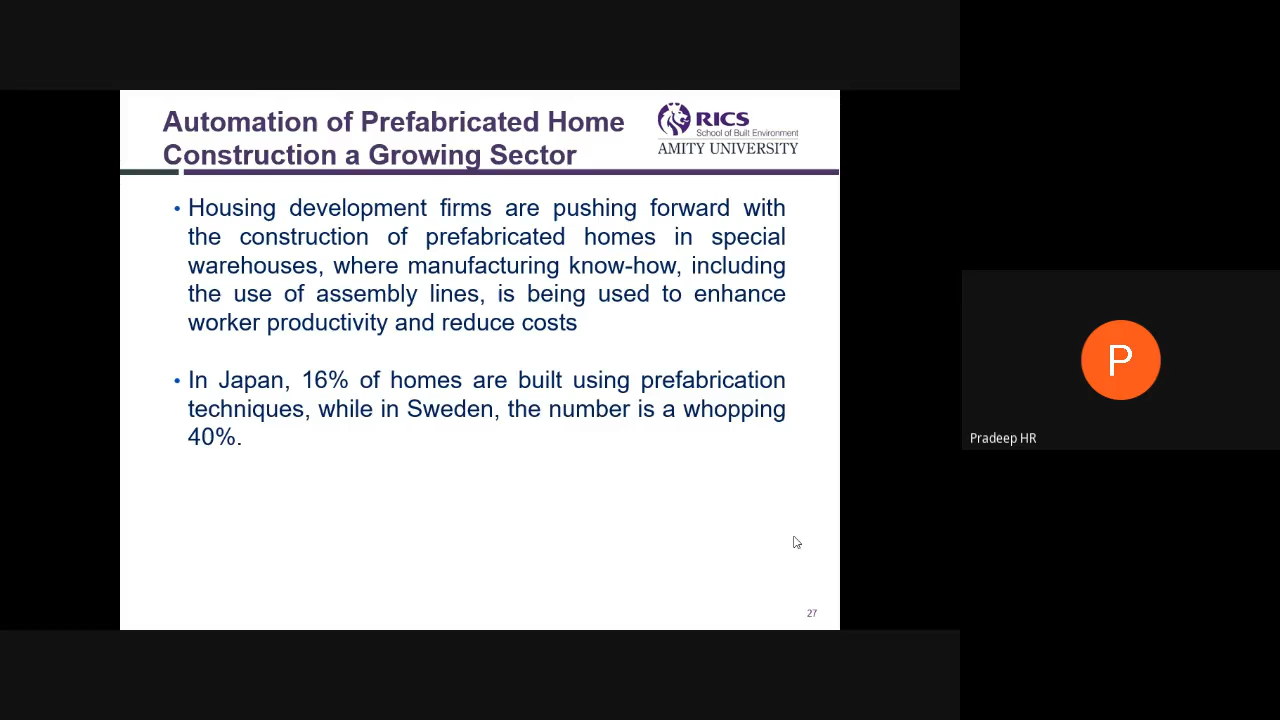 Automation of Prefabricated Home
Construction a Growing Sector
RICS
School of Built Environment
AMITY UNIVERSITY
• Housing development firms are pushing forward with
the construction of prefabricated homes in special
warehouses, where manufacturing know-how, including
the use of assembly lines, is being used to enhance
worker productivity and reduce costs
• In Japan, 16% of homes are built using prefabrication
techniques, while in Sweden, the number is a whopping
40%.
27
P
Pradeep HR